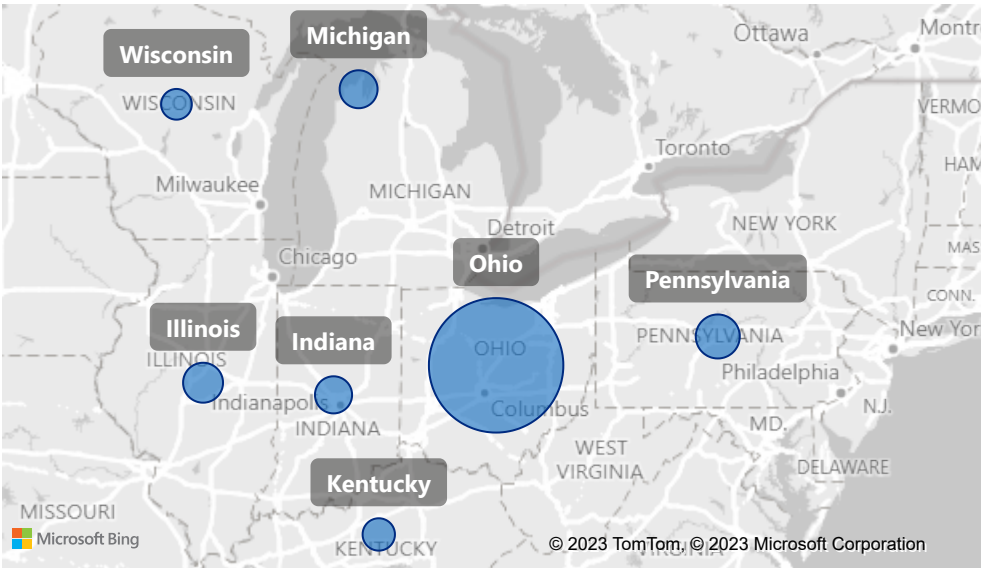 Ottawa
Montr
Michigan
Wisconsin
WISCONSIN
VERMO
Toronto
HAM
Milwaukee
MICHIGAN
NEW YORK
Detroit
MAS
Chicago
Ohio
Pennsylvania
CONN.
Illinois
Indiana
New Yor
PENNSYLVANIA
OHIO
ILLINOIS
Philadelphia
Indianapolis
Columbus
N.J.
INDIANA
MD.
WEST
VIRGINIA
DELAWARE
Kentucky
MISSOURI
Microsoft Bing
KENTUCKY
© 2023 TomTom, © 2023 Microsoft Corporation
VIRGINIA